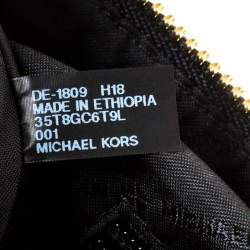 DE-1809 H18
MADE IN ETHIOPIA
35T8GC6T9L
001
MICHAEL KORS